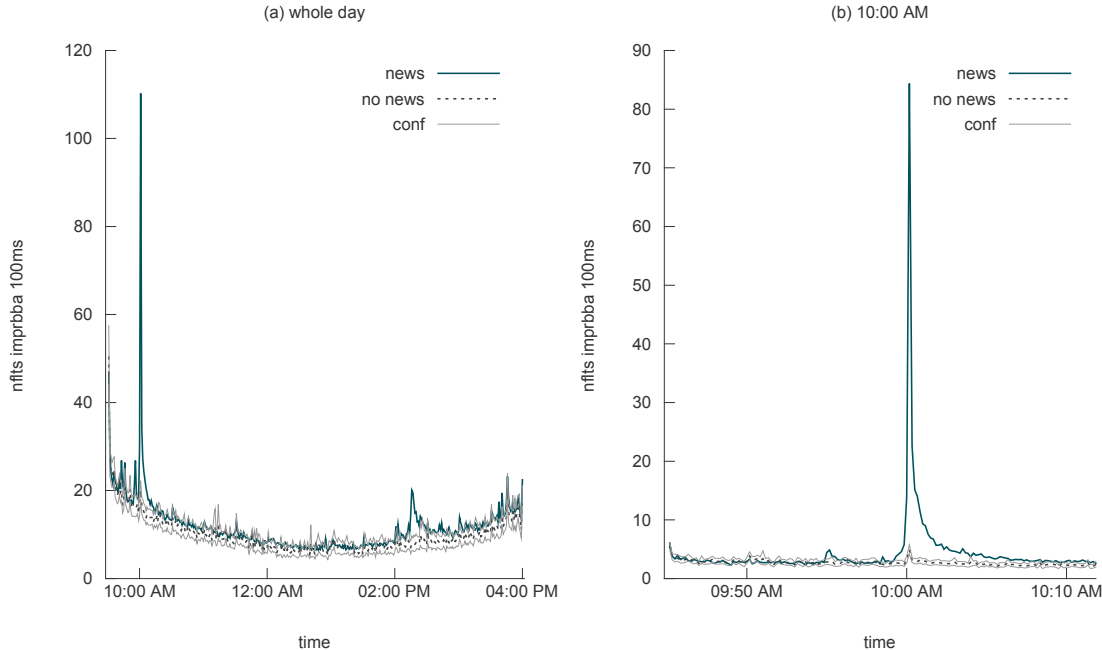 (a) whole day
120
100
80
60
40
20
0
nflts imprbba 100ms
news
no news
conf
10:00 AM
12:00 AM
02:00 PM
04:00 PM
time
(b) 10:00 AM
90
80
70
60
50
40
30
20
10
0
nflts imprbba 100ms
news
no news
conf
09:50 AM
10:00 AM
10:10 AM
time